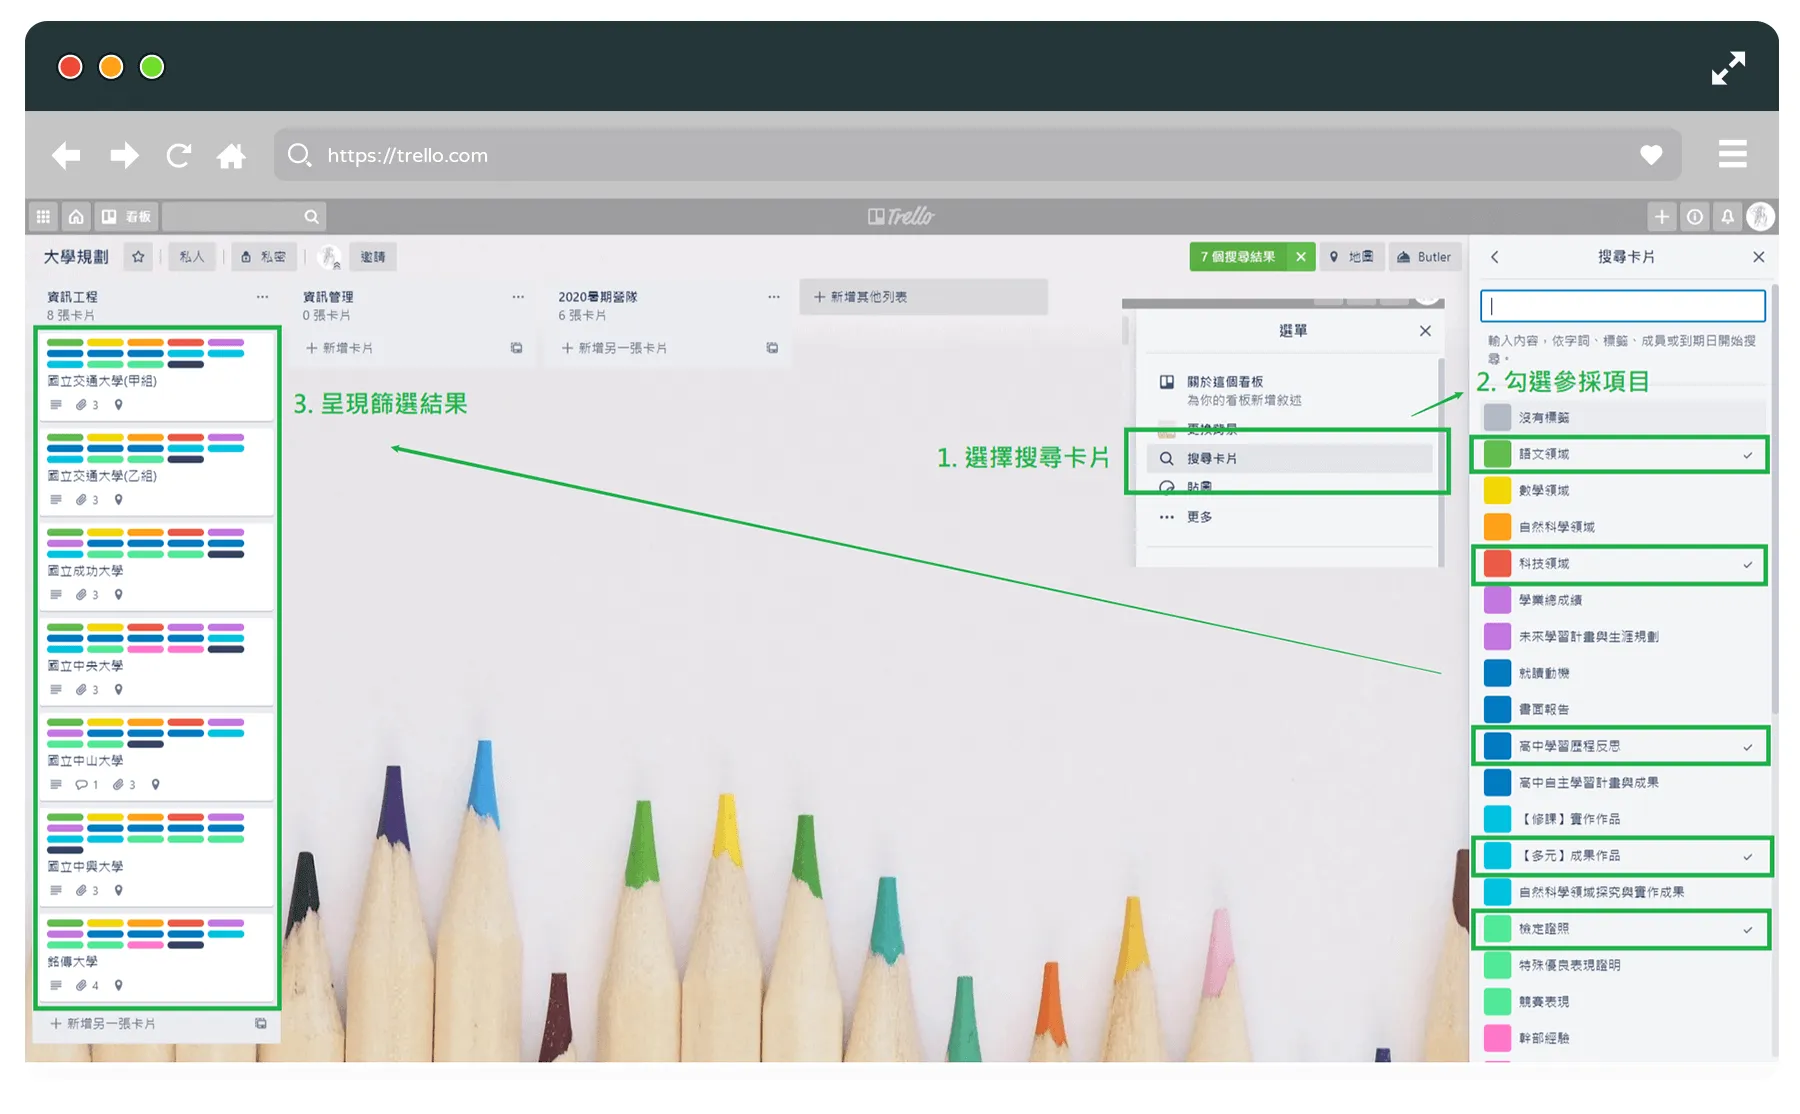 https://trello.com
看板
Trello
大學規劃
私人
私密
邀請
7 個搜尋結果
地圖
Butler
搜尋卡片
資訊工程
8 張卡片
資訊管理
0 張卡片
新增卡片
2020暑期營隊
6 張卡片
新增另一張卡片
新增其他列表
國立交通大學(甲組)
3
國立交通大學(乙組)
3
國立成功大學
3
國立中央大學
3
國立中山大學
1
3
國立中興大學
3
銘傳大學
4
新增另一張卡片
3. 呈現篩選結果
1. 選擇搜尋卡片
選單
關於這個看板
為你的看板新增敘述
更換背景
搜尋卡片
貼圖
更多
輸入內容，依字詞、標籤、成員或到期日開始搜
尋。
2. 勾選參採項目
沒有標籤
語文領域
數學領域
自然科學領域
科技領域
學業總成績
未來學習計畫與生涯規劃
就讀動機
書面報告
高中學習歷程反思
高中自主學習計畫與成果
【修課】實作作品
【多元】成果作品
自然科學領域探究與實作成果
檢定證照
特殊優良表現證明
競賽表現
幹部經驗